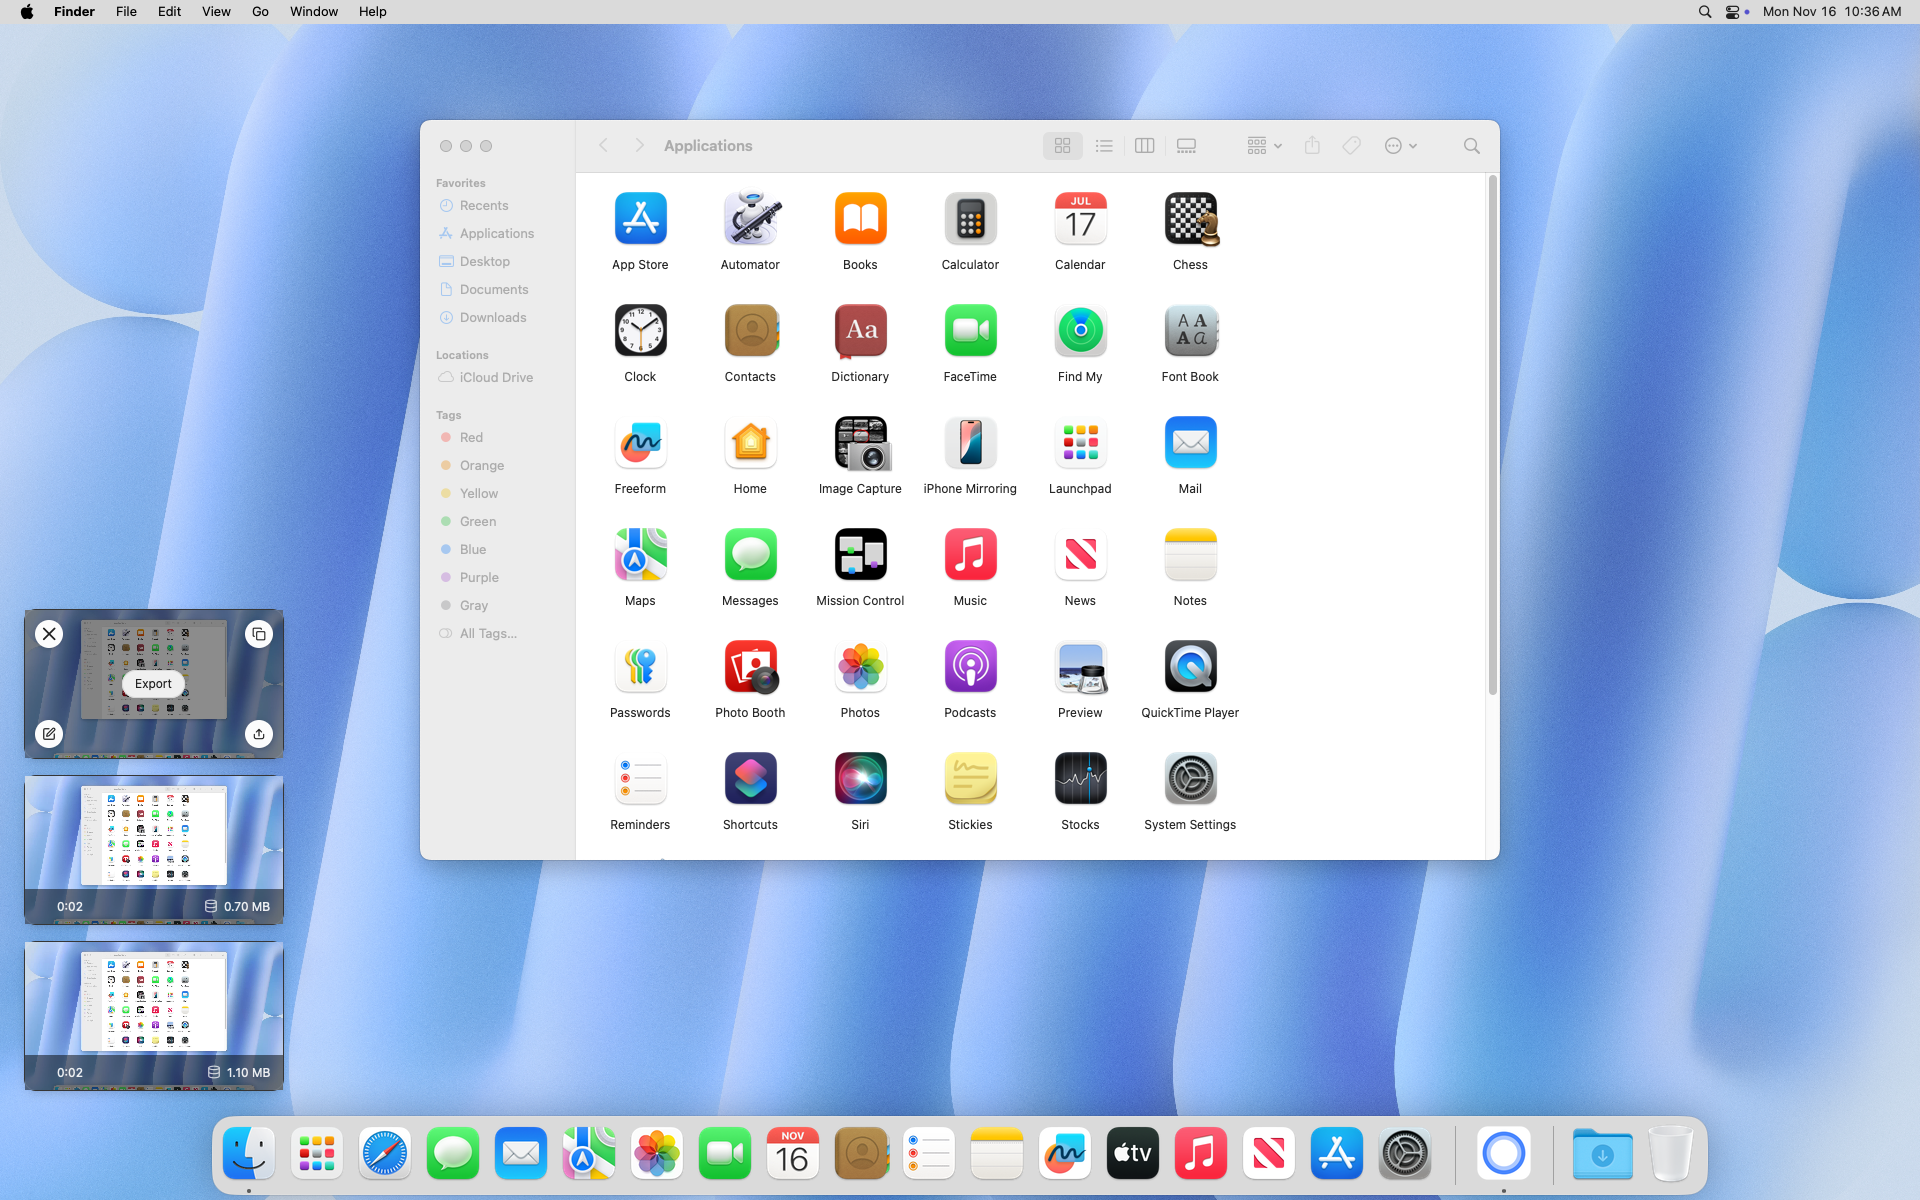 Finder File Edit View Go Window Help
Mon Nov 16 10:36 AM
Applications
Favorites
Recents
Applications
Desktop
Documents
Downloads
Locations
iCloud Drive
Tags
Red
Orange
Yellow
Green
Blue
Purple
Gray
All Tags...
JUL
17
App Store Automator Books Calculator Calendar Chess
Aa
A A
A a
Clock Contacts Dictionary FaceTime Find My Font Book
Freeform Home Image Capture iPhone Mirroring Launchpad Mail
Maps Messages Mission Control Music News Notes
Passwords Photo Booth Photos Podcasts Preview QuickTime Player
Reminders Shortcuts Siri Stickies Stocks System Settings
Export
0:02 0.70 MB
0:02 1.10 MB
NOV
16
tv